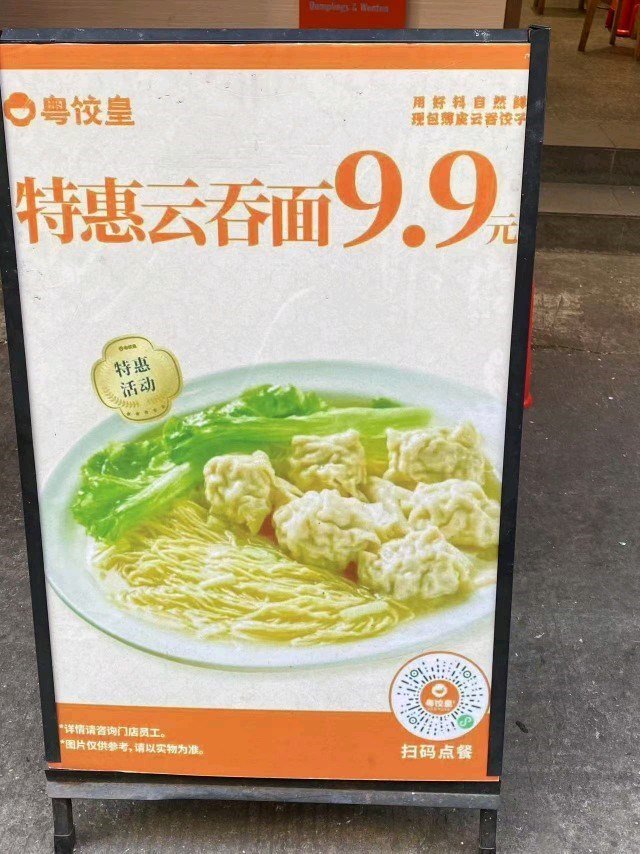 Dumplings & Wonton
粤饺皇
用好料自然鲜
现包薄皮云吞饺子
特惠云吞面9.9元
特惠
活动
*详情请咨询门店员工。
*图片仅供参考,请以实物为准。
粤饺皇
扫码点餐